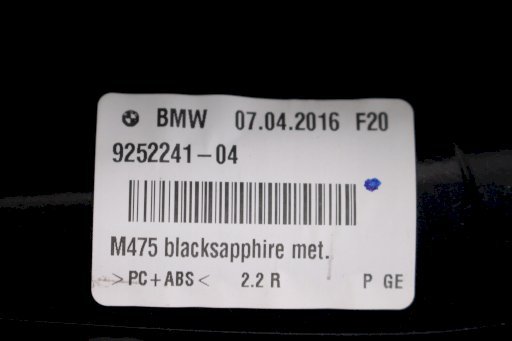 BMW 07.04.2016 F20
9252241-04
M475 blacksapphire met.
>PC+ABS< 2.2 R P GE